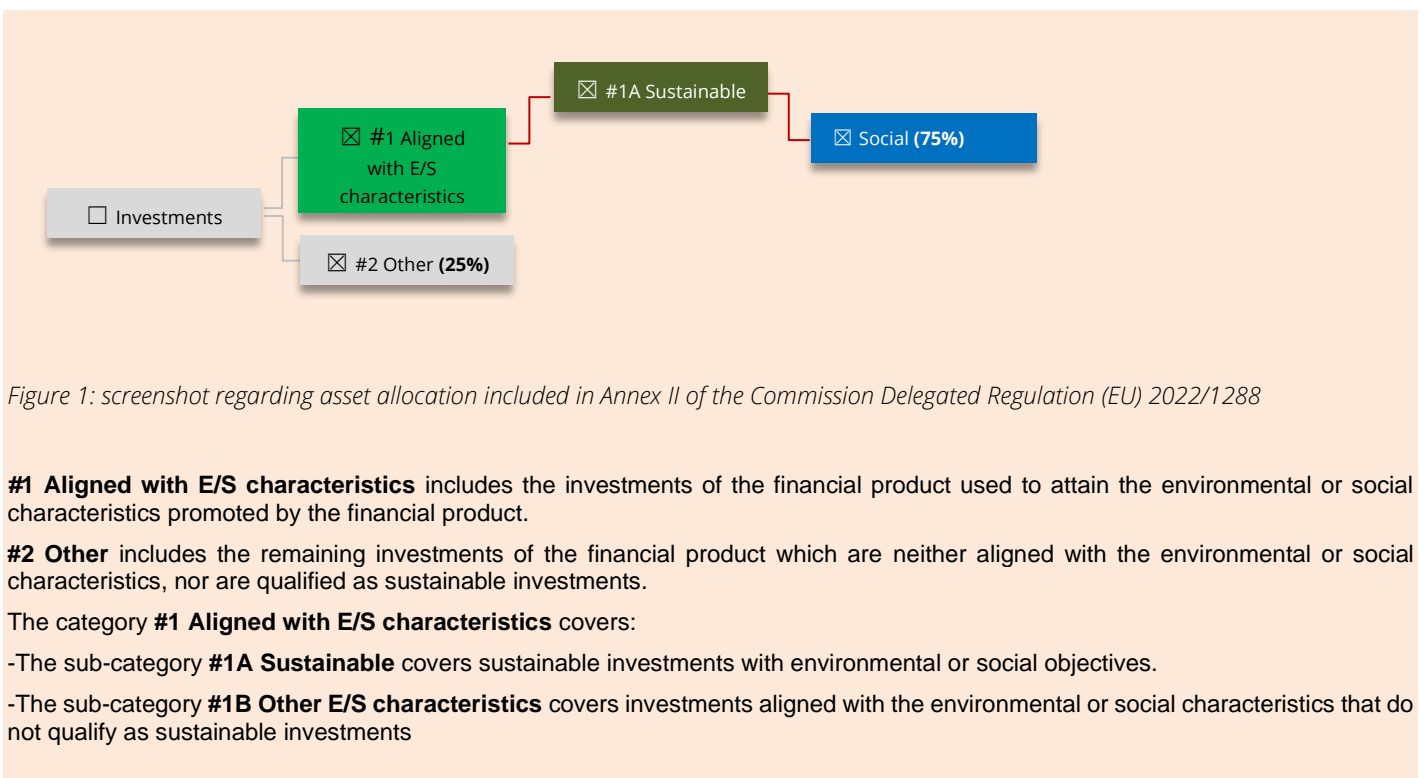 ☒ #1A Sustainable
☒ #1 Aligned
with E/S
characteristics
☒ Social (75%)
☐ Investments
☒ #2 Other (25%)
Figure 1: screenshot regarding asset allocation included in Annex II of the Commission Delegated Regulation (EU) 2022/1288
#1 Aligned with E/S characteristics includes the investments of the financial product used to attain the environmental or social
characteristics promoted by the financial product.
#2 Other includes the remaining investments of the financial product which are neither aligned with the environmental or social
characteristics, nor are qualified as sustainable investments.
The category #1 Aligned with E/S characteristics covers:
-The sub-category #1A Sustainable covers sustainable investments with environmental or social objectives.
-The sub-category #1B Other E/S characteristics covers investments aligned with the environmental or social characteristics that do
not qualify as sustainable investments